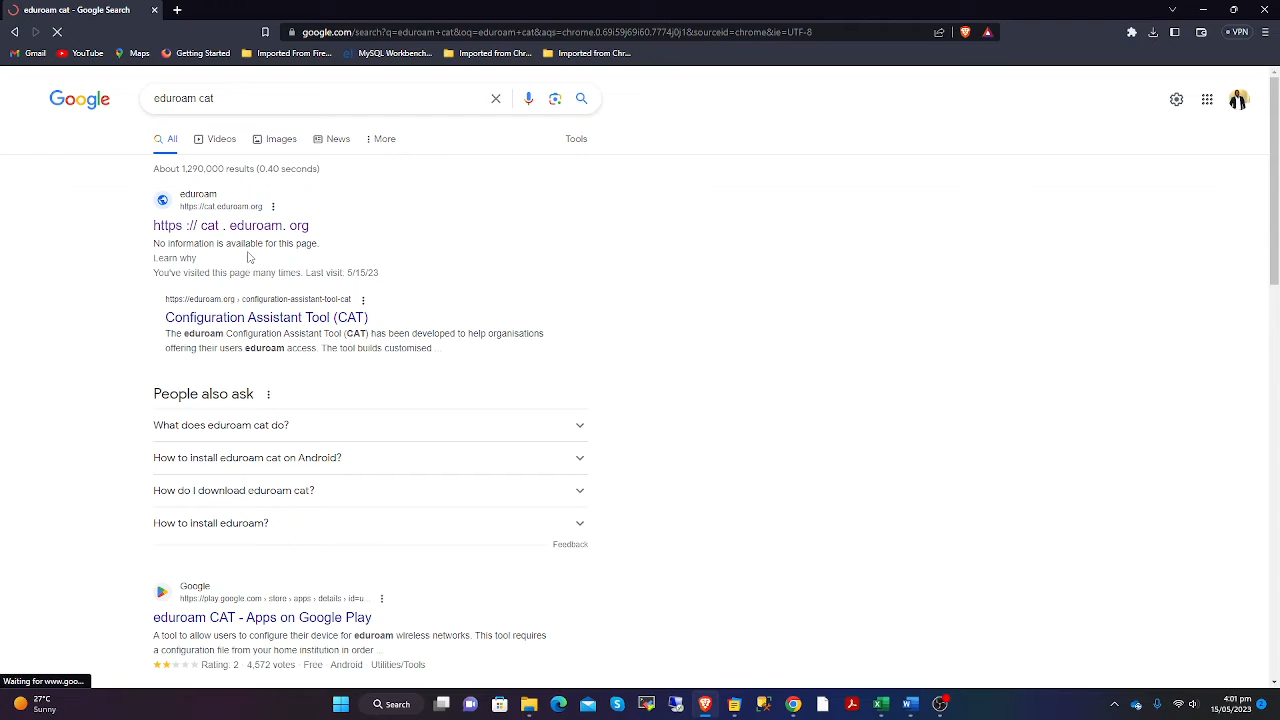 eduroam cat - Google Search
google.com/search?q=eduroam+cat&oq=eduroam+cat&aqs=chrome.0.69i59j69i60.7774j0j1&sourceid=chrome&ie=UTF-8
VPN
Gmail YouTube Maps Getting Started Imported From Fire... MySQL Workbench... Imported from Chr... Imported from Chr...
Google eduroam cat
All Videos Images News More Tools
About 1,290,000 results (0.40 seconds)
eduroam
https://cat.eduroam.org
https :// cat . eduroam. org
No information is available for this page.
Learn why
You've visited this page many times. Last visit: 5/15/23
https://eduroam.org › configuration-assistant-tool-cat
Configuration Assistant Tool (CAT)
The eduroam Configuration Assistant Tool (CAT) has been developed to help organisations
offering their users eduroam access. The tool builds customised ...
People also ask
What does eduroam cat do?
How to install eduroam cat on Android?
How do I download eduroam cat?
How to install eduroam?
Feedback
Google
https://play.google.com › store › apps › details › id=u...
eduroam CAT - Apps on Google Play
A tool to allow users to configure their device for eduroam wireless networks. This tool requires
a configuration file from your home institution in order ...
Rating: 2 · 4,572 votes · Free · Android · Utilities/Tools
Waiting for www.goo...
27°C
Sunny
Search
4:01 pm
15/05/2023
2